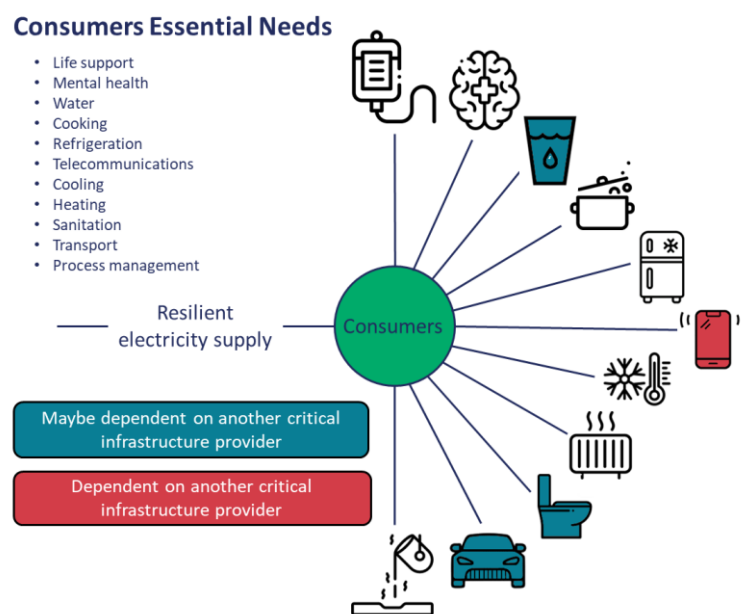 Consumers Essential Needs
• Life support
• Mental health
• Water
• Cooking
• Refrigeration
• Telecommunications
• Cooling
• Heating
• Sanitation
• Transport
• Process management
Resilient
electricity supply
Consumers
Maybe dependent on another critical
infrastructure provider
Dependent on another critical
infrastructure provider